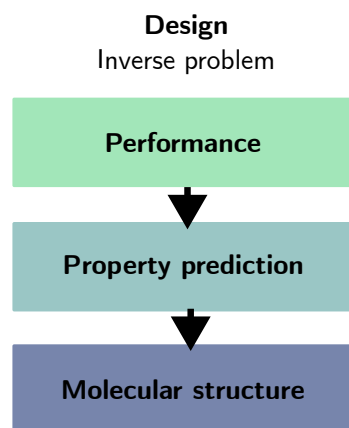 Design
Inverse problem
Performance
Property prediction
Molecular structure